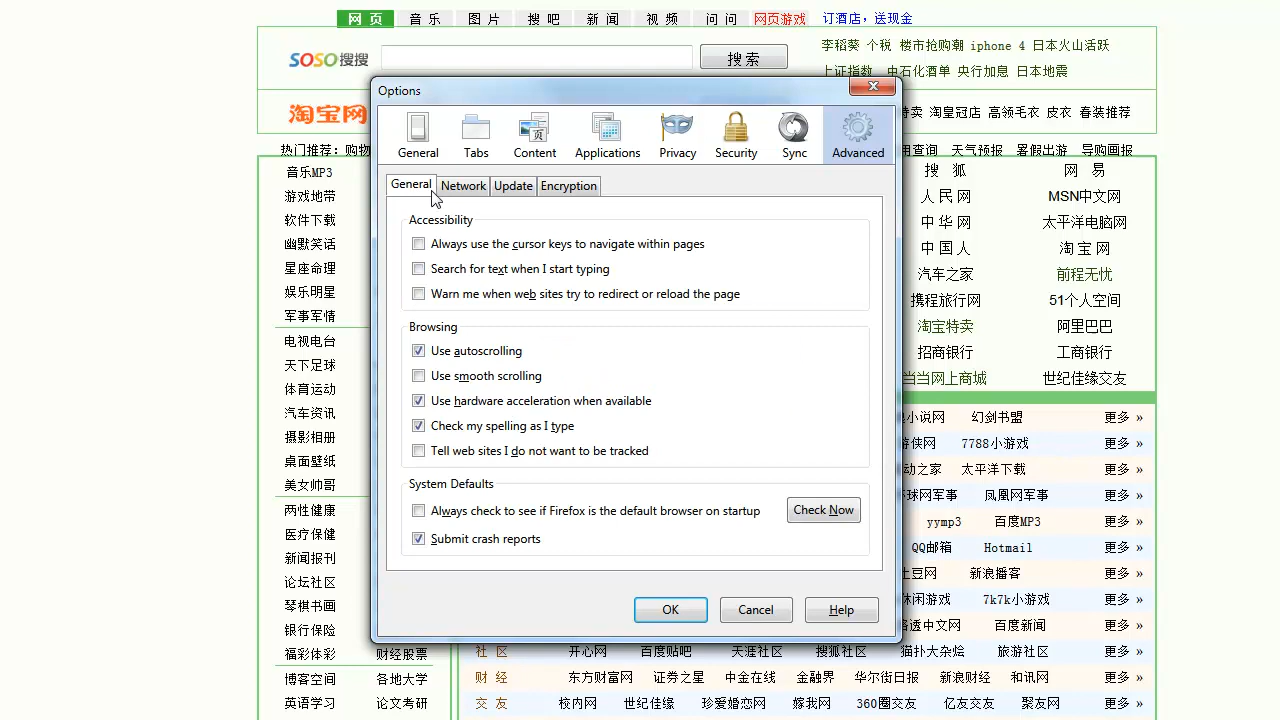 网页 音乐 图片 搜吧 新闻 视频 问问 网页游戏 订酒店，送现金
SOSO搜搜 搜索
李稻葵 个税 楼市抢购潮 iphone 4 日本火山活跃
上证指数 中石化酒单 央行加息 日本地震
Options
淘宝网 特卖 淘皇冠店 高领毛衣 皮衣 春装推荐
General Tabs Content Applications Privacy Security Sync Advanced
热门推荐: 购物 用查询 天气预报 暑假出游 导购画报
General Network Update Encryption
Accessibility
Always use the cursor keys to navigate within pages
Search for text when I start typing
Warn me when web sites try to redirect or reload the page
Browsing
Use autoscrolling
Use smooth scrolling
Use hardware acceleration when available
Check my spelling as I type
Tell web sites I do not want to be tracked
System Defaults
Always check to see if Firefox is the default browser on startup Check Now
Submit crash reports
OK Cancel Help
音乐MP3
游戏地带
软件下载
幽默笑话
星座命理
娱乐明星
军事军情
电视电台
天下足球
体育运动
汽车资讯
摄影相册
桌面壁纸
美女帅哥
两性健康
医疗保健
新闻报刊
论坛社区
琴棋书画
银行保险
福彩体彩 财经股票
博客空间 各地大学
英语学习 论文考研
搜狐 网易
人民网 MSN中文网
中华网 太平洋电脑网
中国人 淘宝网
汽车之家 前程无忧
携程旅行网 51个人空间
淘宝特卖 阿里巴巴
招商银行 工商银行
当当网上商城 世纪佳缘交友
小说网 幻剑书盟 更多 »
游侠网 7788小游戏 更多 »
动之家 太平洋下载 更多 »
环球网军事 凤凰网军事 更多 »
yymp3 百度MP3 更多 »
QQ邮箱 Hotmail 更多 »
土豆网 新浪播客 更多 »
休闲游戏 7k7k小游戏 更多 »
路透中文网 百度新闻 更多 »
社区 开心网 百度贴吧 天涯社区 搜狐社区 猫扑大杂烩 旅游社区 更多 »
财经 东方财富网 证券之星 中金在线 金融界 华尔街日报 新浪财经 和讯网 更多 »
交友 校内网 世纪佳缘 珍爱婚恋网 嫁我网 360圈交友 亿友交友 聚友网 更多 »